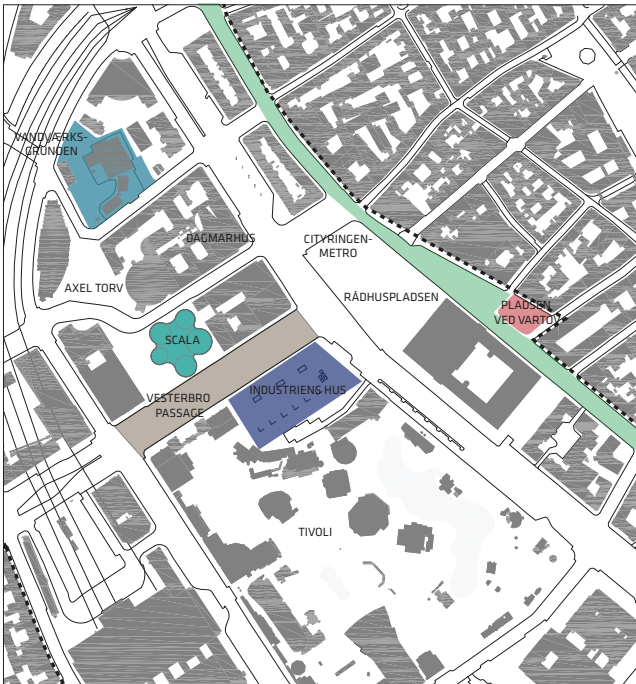 VANDVÆRKS-
GRUNDEN
DAGMARHUS
CITYRINGEN-
METRO
AXEL TORV
RÅDHUSPLADSEN
PLADSEN
VED VARTOV
SCALA
VESTERBRO
PASSAGE
INDUSTRIENS HUS
TIVOLI